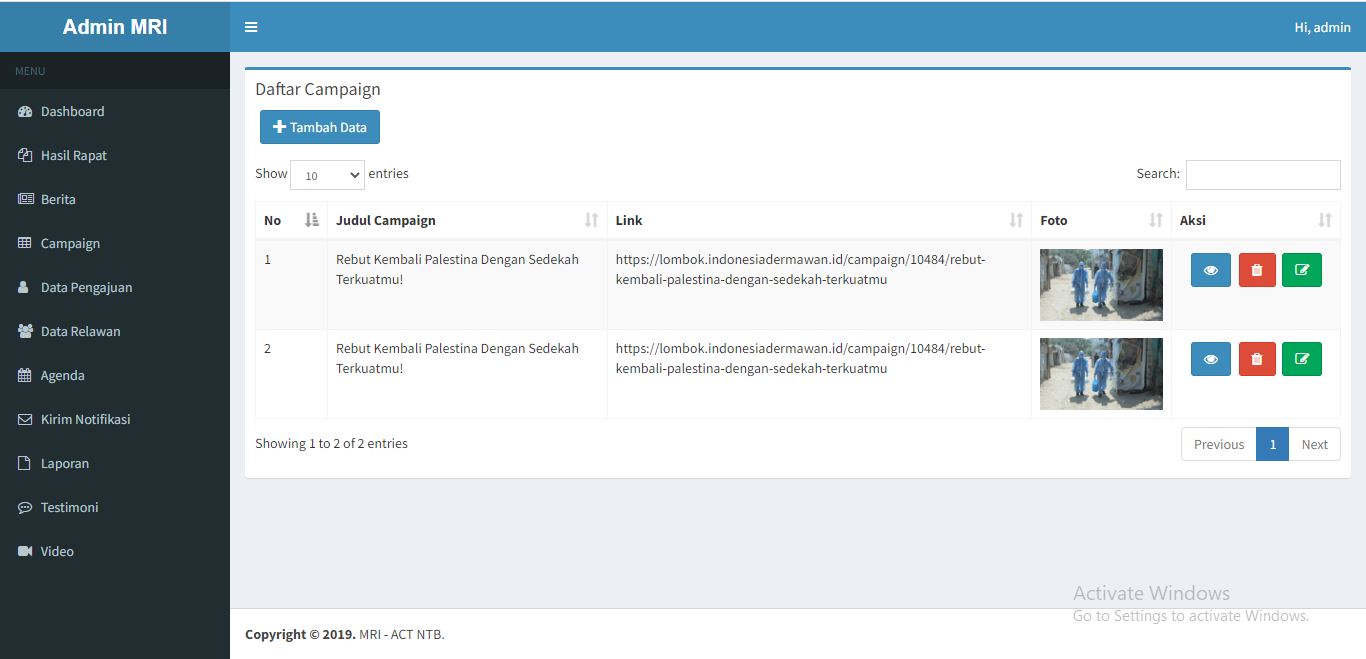 Admin MRI
Hi, admin
MENU
Dashboard
Hasil Rapat
Berita
Campaign
Data Pengajuan
Data Relawan
Agenda
Kirim Notifikasi
Laporan
Testimoni
Video
Daftar Campaign
Tambah Data
Show 10 entries
Search:
No Judul Campaign Link Foto Aksi
1 Rebut Kembali Palestina Dengan Sedekah https://lombok.indonesiadermawan.id/campaign/10484/rebut-
Terkuatmu! kembali-palestina-dengan-sedekah-terkuatmu
2 Rebut Kembali Palestina Dengan Sedekah https://lombok.indonesiadermawan.id/campaign/10484/rebut-
Terkuatmu! kembali-palestina-dengan-sedekah-terkuatmu
Showing 1 to 2 of 2 entries
Previous 1 Next
Activate Windows
Go to Settings to activate Windows.
Copyright © 2019. MRI - ACT NTB.